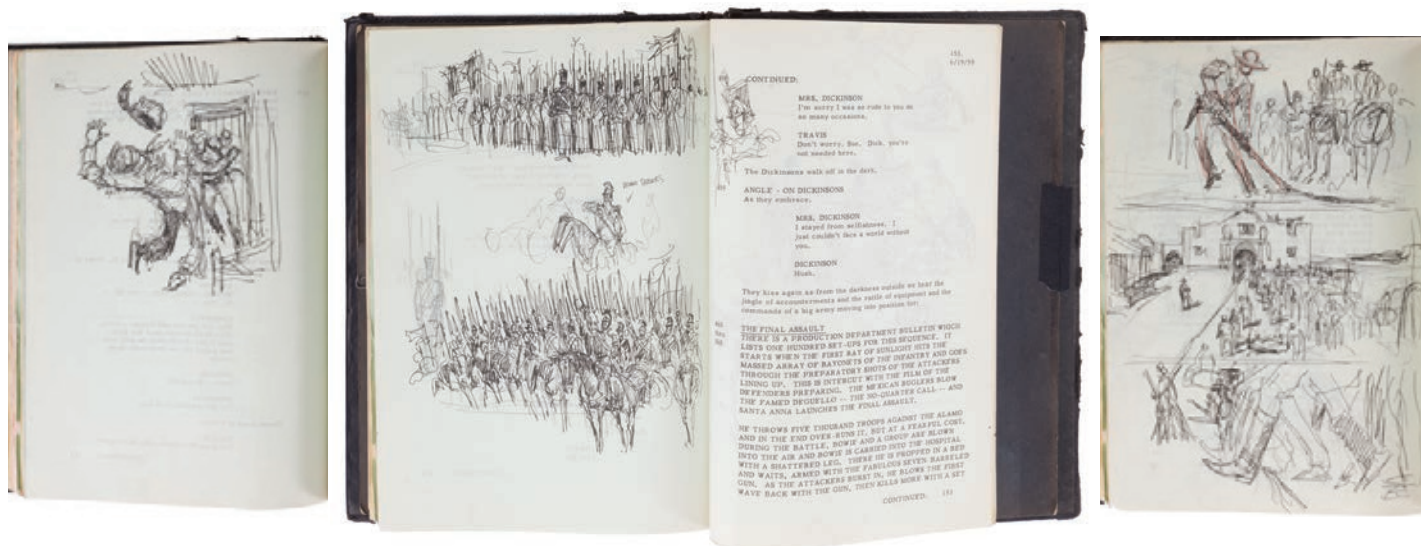 HORN SOUNDS
155.
6/19/59
CONTINUED:
MRS. DICKINSON
I'm sorry I was so rude to you on
so many occasions.
TRAVIS
Don't worry, Sue. Dick, you're
not needed here.
The Dickinsons walk off in the dark.
ANGLE - ON DICKINSONS
As they embrace.
MRS. DICKINSON
I stayed from selfishness. I
just couldn't face a world without
you.
DICKINSON
Hush.
They kiss again as from the darkness outside we hear the
jingle of accounterments and the rattle of equipment and the
commands of a big army moving into position for:
THE FINAL ASSAULT
THERE IS A PRODUCTION DEPARTMENT BULLETIN WHICH
LISTS ONE HUNDRED SET-UPS FOR THIS SEQUENCE. IT
STARTS WHEN THE FIRST RAY OF SUNLIGHT HITS THE
MASSED ARRAY OF BAYONETS OF THE INFANTRY AND GOES
THROUGH THE PREPARATORY SHOTS OF THE ATTACKERS
LINING UP. THIS IS INTERCUT WITH THE FILM OF THE
DEFENDERS PREPARING. THE MEXICAN BUGLERS BLOW
THE FAMED DEGUELLO -- THE NO-QUARTER CALL -- AND
SANTA ANNA LAUNCHES THE FINAL ASSAULT.
HE THROWS FIVE THOUSAND TROOPS AGAINST THE ALAMO
AND IN THE END OVER-RUNS IT, BUT AT A FEARFUL COST.
DURING THE BATTLE, BOWIE AND A GROUP ARE BLOWN
INTO THE AIR AND BOWIE IS CARRIED INTO THE HOSPITAL
WITH A SHATTERED LEG. THERE HE IS PROPPED IN A BED
AND WAITS, ARMED WITH THE FABULOUS SEVEN BARRELED
GUN. AS THE ATTACKERS BURST IN, HE BLOWS THE FIRST
WAVE BACK WITH THE GUN, THEN KILLS MORE WITH A SET
CONTINUED: